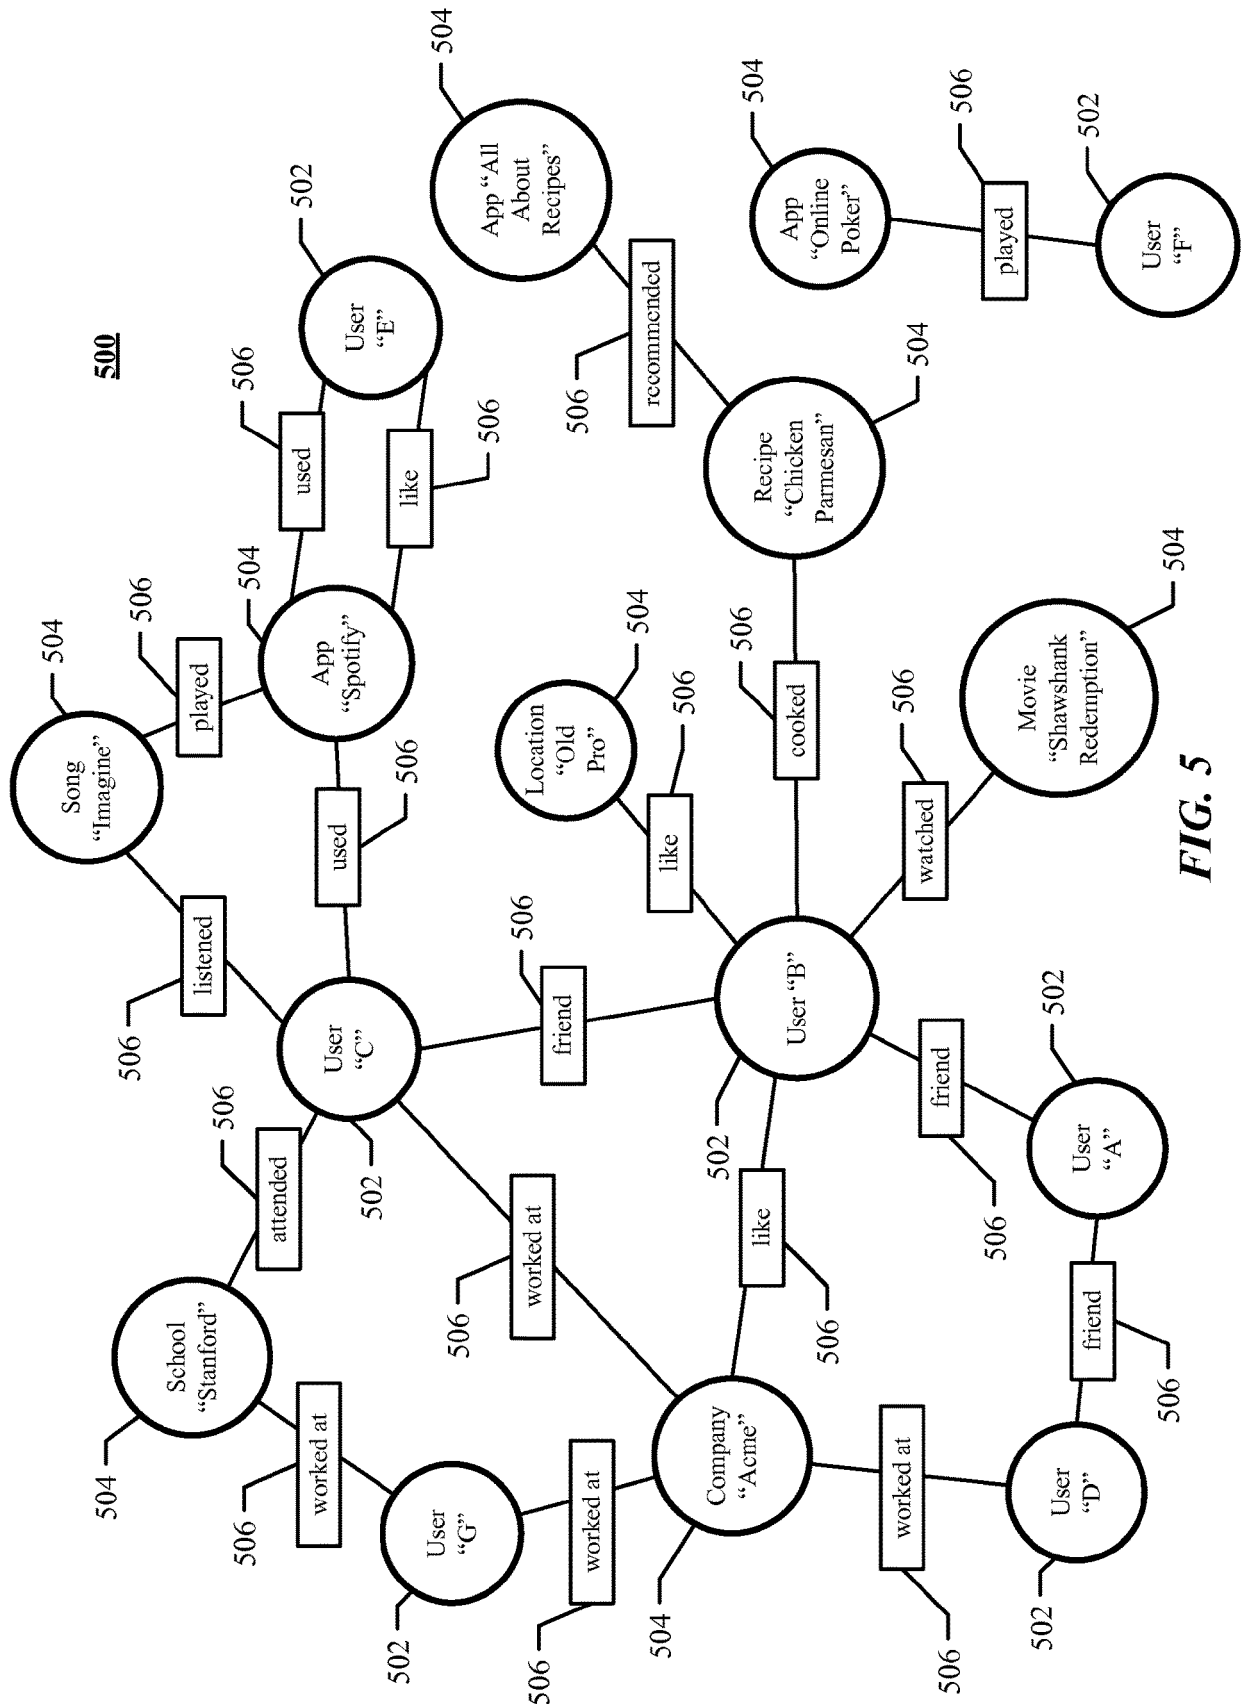 500
504
Song
“Imagine”
506
played
506
listened
504
School
“Stanford”
506
attended
504
App
“Spotify”
506
used
502
User
“E”
506
like
506
used
502
User
“C”
506
worked at
502
User
“G”
506
worked at
506
worked at
506
friend
504
App “All
About
Recipes”
504
Location
“Old
Pro”
506
like
506
recommended
504
Company
“Acme”
506
like
502
User “B”
506
cooked
504
Recipe
“Chicken
Parmesan”
504
App
“Online
Poker”
506
worked at
506
friend
506
watched
506
played
502
User
“D”
506
friend
502
User
“A”
504
Movie
“Shawshank
Redemption”
502
User
“F”
FIG. 5